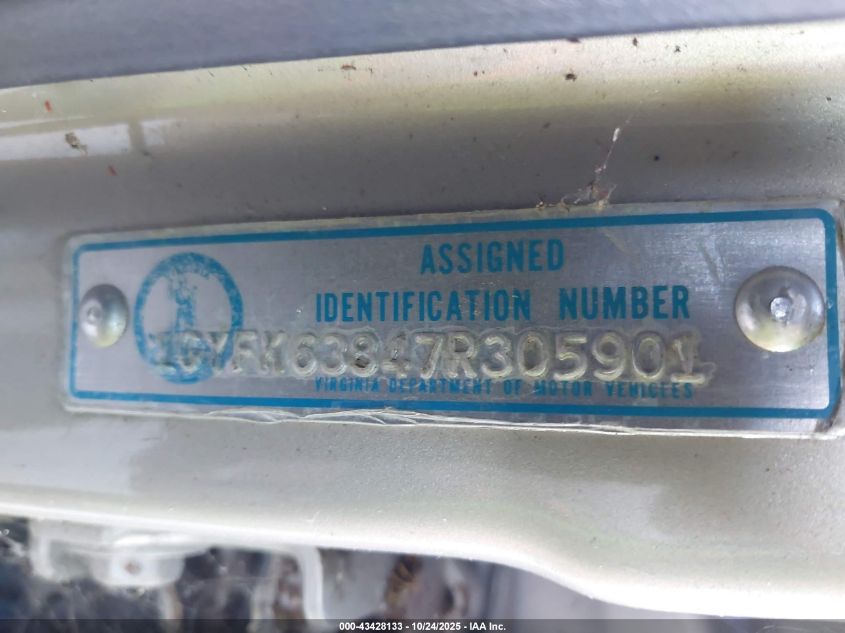 ASSIGNED
IDENTIFICATION NUMBER
1GYFK63847R305901
VIRGINIA DEPARTMENT OF MOTOR VEHICLES
000-43428133 - 10/24/2025 - IAA Inc.